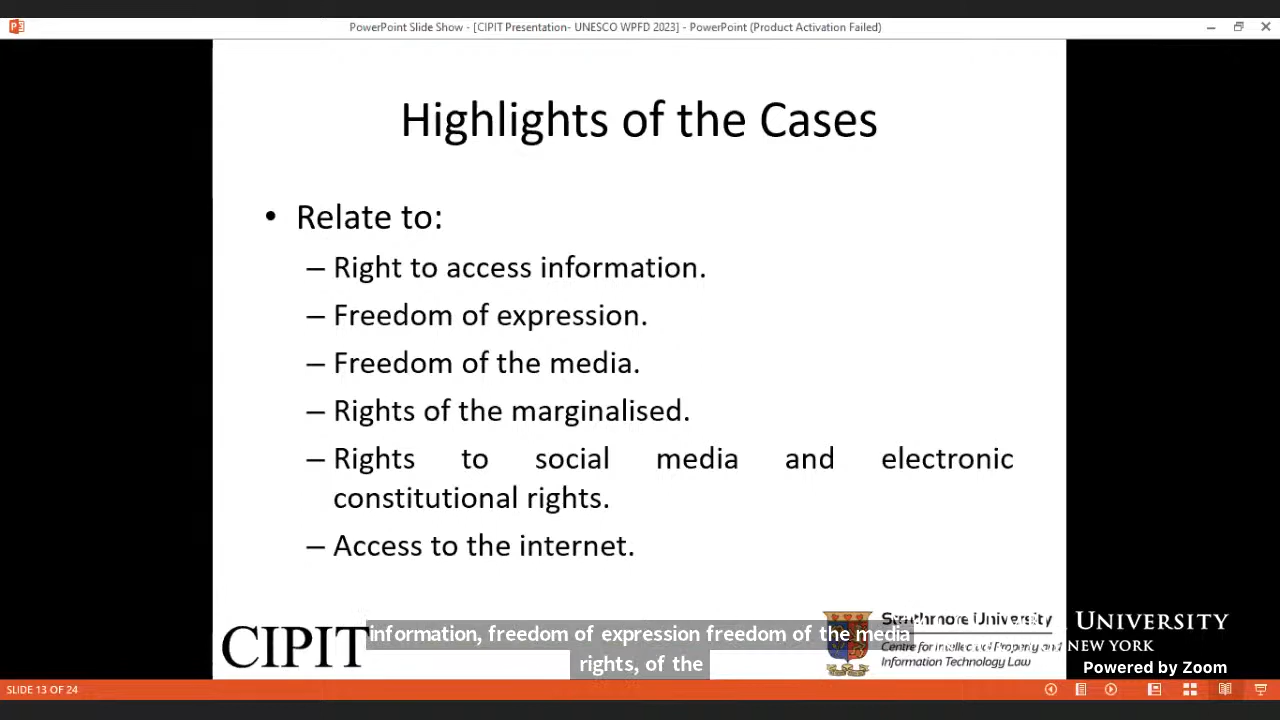 PowerPoint Slide Show - [CIPIT Presentation- UNESCO WPFD 2023] - PowerPoint (Product Activation Failed)
Highlights of the Cases
• Relate to:
– Right to access information.
– Freedom of expression.
– Freedom of the media.
– Rights of the marginalised.
– Rights to social media and electronic
constitutional rights.
– Access to the internet.
CIPIT
information, freedom of expression freedom of the media
rights, of the
Strathmore University
Centre for Intellectual Property and
Information Technology Law
UNIVERSITY
NEW YORK
Powered by Zoom
SLIDE 13 OF 24